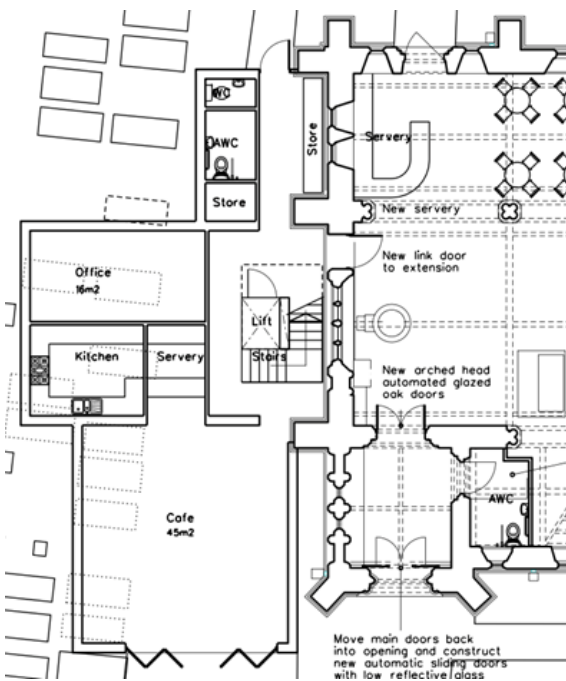 WC
AWC
Store
Store
Servery
New servery
New link door
to extension
Office
16m2
Lift
Stairs
Kitchen
Servery
New arched head
automated glazed
oak doors
AWC
Cafe
45m2
Move main doors back
into opening and construct
new automatic sliding doors
with low reflective glass